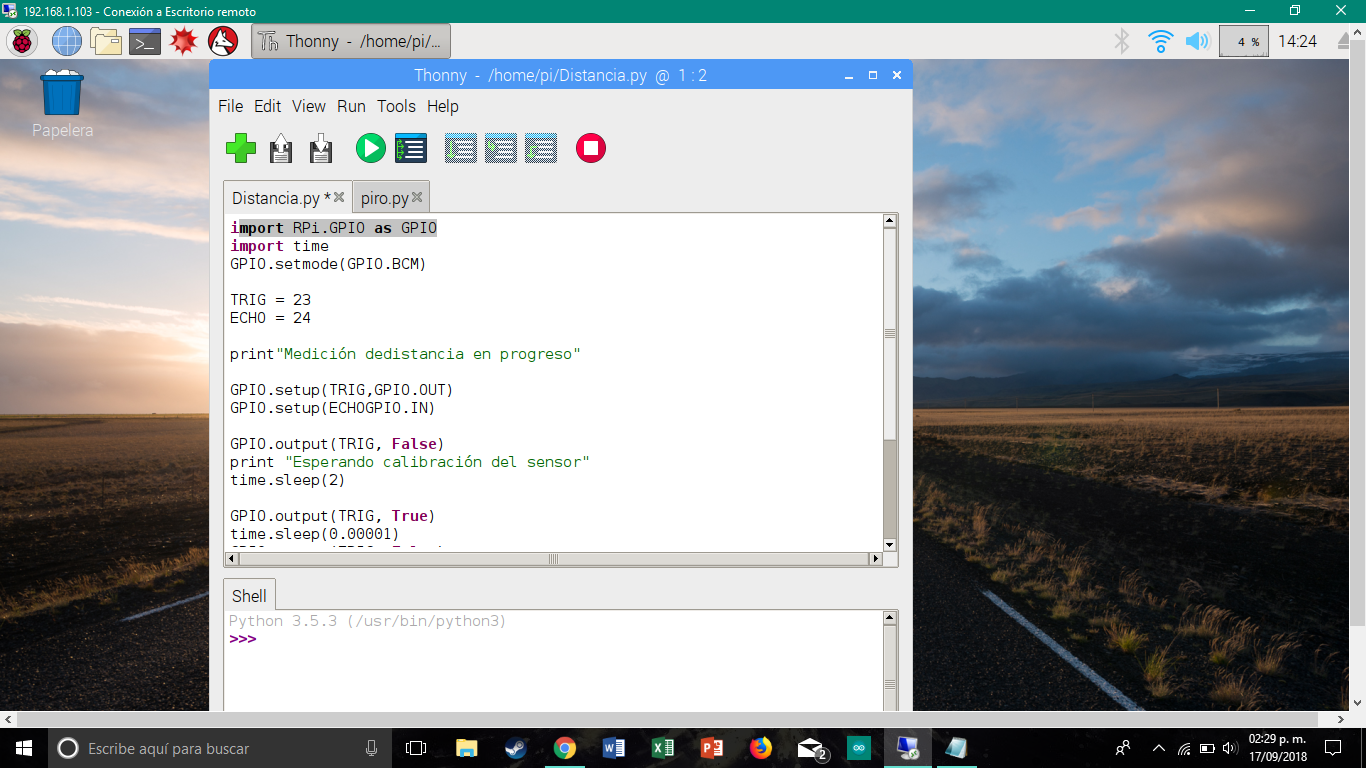 192.168.1.103 - Conexión a Escritorio remoto
Thonny - /home/pi/...
4 %
14:24
Papelera
Thonny - /home/pi/Distancia.py @ 1 : 2
File Edit View Run Tools Help
Distancia.py *
piro.py
import RPi.GPIO as GPIO
import time
GPIO.setmode(GPIO.BCM)
TRIG = 23
ECHO = 24
print"Medición dedistancia en progreso"
GPIO.setup(TRIG,GPIO.OUT)
GPIO.setup(ECHOGPIO.IN)
GPIO.output(TRIG, False)
print "Esperando calibración del sensor"
time.sleep(2)
GPIO.output(TRIG, True)
time.sleep(0.00001)
Shell
Python 3.5.3 (/usr/bin/python3)
>>>
Escribe aquí para buscar
2
02:29 p. m.
17/09/2018